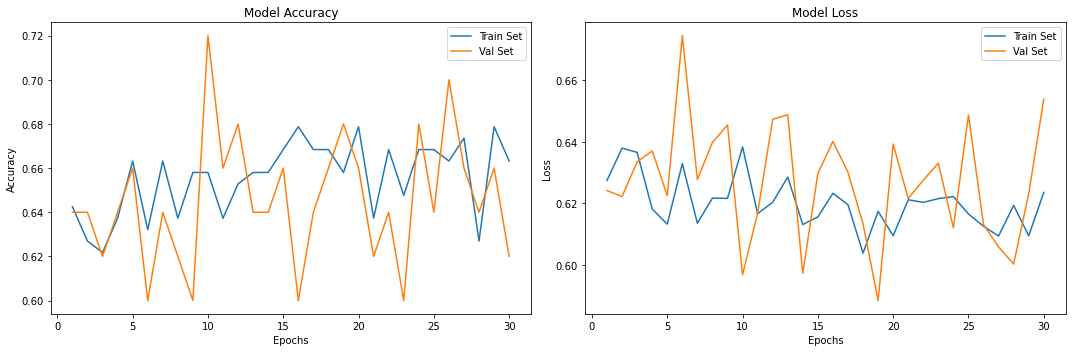 Model Accuracy
Train Set
Val Set
0.72
0.70
0.68
0.66
0.64
0.62
0.60
Accuracy
0
5
10
15
20
25
30
Epochs
Model Loss
Train Set
Val Set
0.66
0.64
0.62
0.60
Loss
0
5
10
15
20
25
30
Epochs